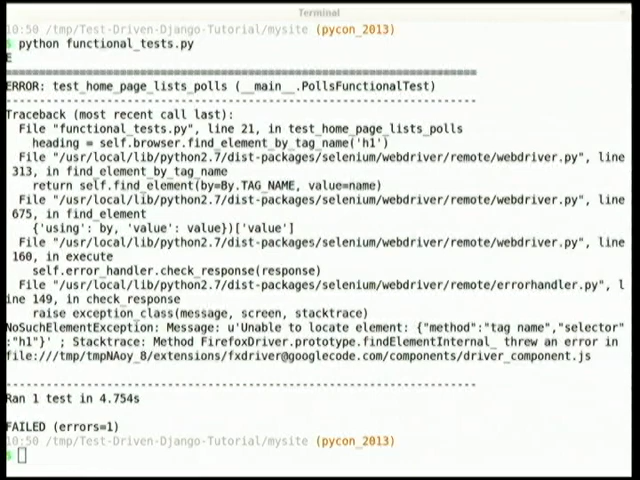 Terminal
10:50 /tmp/Test-Driven-Django-Tutorial/mysite (pycon_2013)
$ python functional_tests.py
E
======================================================================
ERROR: test_home_page_lists_polls (__main__.PollsFunctionalTest)
----------------------------------------------------------------------
Traceback (most recent call last):
  File "functional_tests.py", line 21, in test_home_page_lists_polls
    heading = self.browser.find_element_by_tag_name('h1')
  File "/usr/local/lib/python2.7/dist-packages/selenium/webdriver/remote/webdriver.py", line
313, in find_element_by_tag_name
    return self.find_element(by=By.TAG_NAME, value=name)
  File "/usr/local/lib/python2.7/dist-packages/selenium/webdriver/remote/webdriver.py", line
675, in find_element
    {'using': by, 'value': value})['value']
  File "/usr/local/lib/python2.7/dist-packages/selenium/webdriver/remote/webdriver.py", line
160, in execute
    self.error_handler.check_response(response)
  File "/usr/local/lib/python2.7/dist-packages/selenium/webdriver/remote/errorhandler.py", l
ine 149, in check_response
    raise exception_class(message, screen, stacktrace)
NoSuchElementException: Message: u'Unable to locate element: {"method":"tag name","selector"
:"h1"}' ; Stacktrace: Method FirefoxDriver.prototype.findElementInternal_ threw an error in
file:///tmp/tmpNAoy_8/extensions/fxdriver@googlecode.com/components/driver_component.js
----------------------------------------------------------------------
Ran 1 test in 4.754s
FAILED (errors=1)
10:50 /tmp/Test-Driven-Django-Tutorial/mysite (pycon_2013)
$